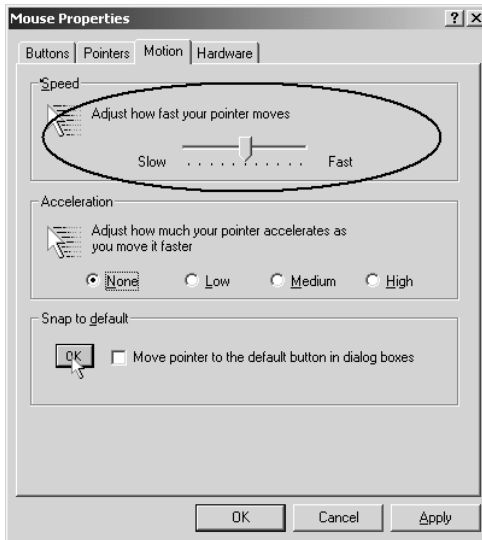 Mouse Properties
Buttons Pointers Motion Hardware
Speed
Adjust how fast your pointer moves
Slow Fast
Acceleration
Adjust how much your pointer accelerates as
you move it faster
None Low Medium High
Snap to default
OK Move pointer to the default button in dialog boxes
OK Cancel Apply